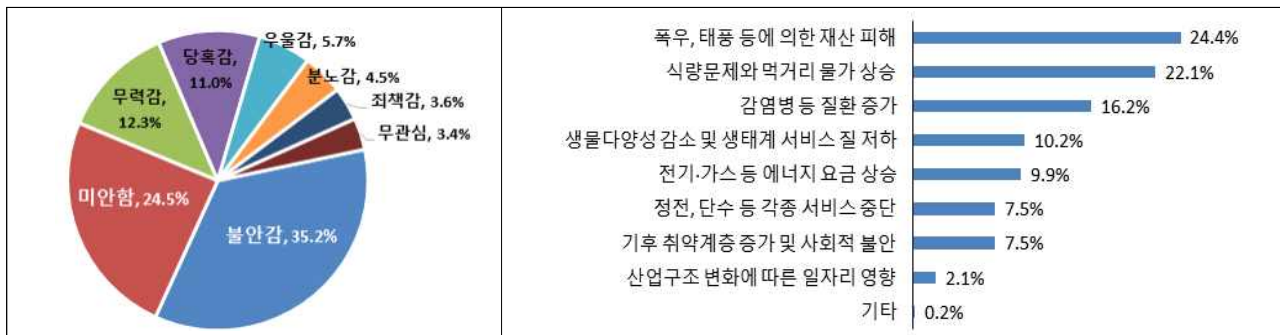 우울감, 5.7%
당혹감,
11.0%
분노감, 4.5%
무력감,
12.3%
죄책감, 3.6%
무관심, 3.4%
미안함, 24.5%
불안감, 35.2%
폭우, 태풍 등에 의한 재산 피해 24.4%
식량문제와 먹거리 물가 상승 22.1%
감염병 등 질환 증가 16.2%
생물다양성 감소 및 생태계 서비스 질 저하 10.2%
전기·가스 등 에너지 요금 상승 9.9%
정전, 단수 등 각종 서비스 중단 7.5%
기후 취약계층 증가 및 사회적 불안 7.5%
산업구조 변화에 따른 일자리 영향 2.1%
기타 0.2%